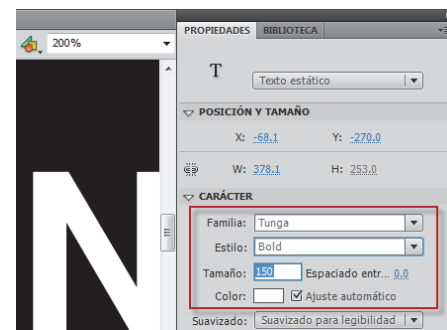 PROPIEDADES BIBLIOTECA
200%
T
Texto estático
POSICIÓN Y TAMAÑO
X: -68,1 Y: -270,0
W: 378,1 H: 253,0
CARÁCTER
Familia: Tunga
Estilo: Bold
Tamaño: 150 Espaciado entr... 0,0
Color: Ajuste automático
Suavizado: Suavizado para legibilidad
N